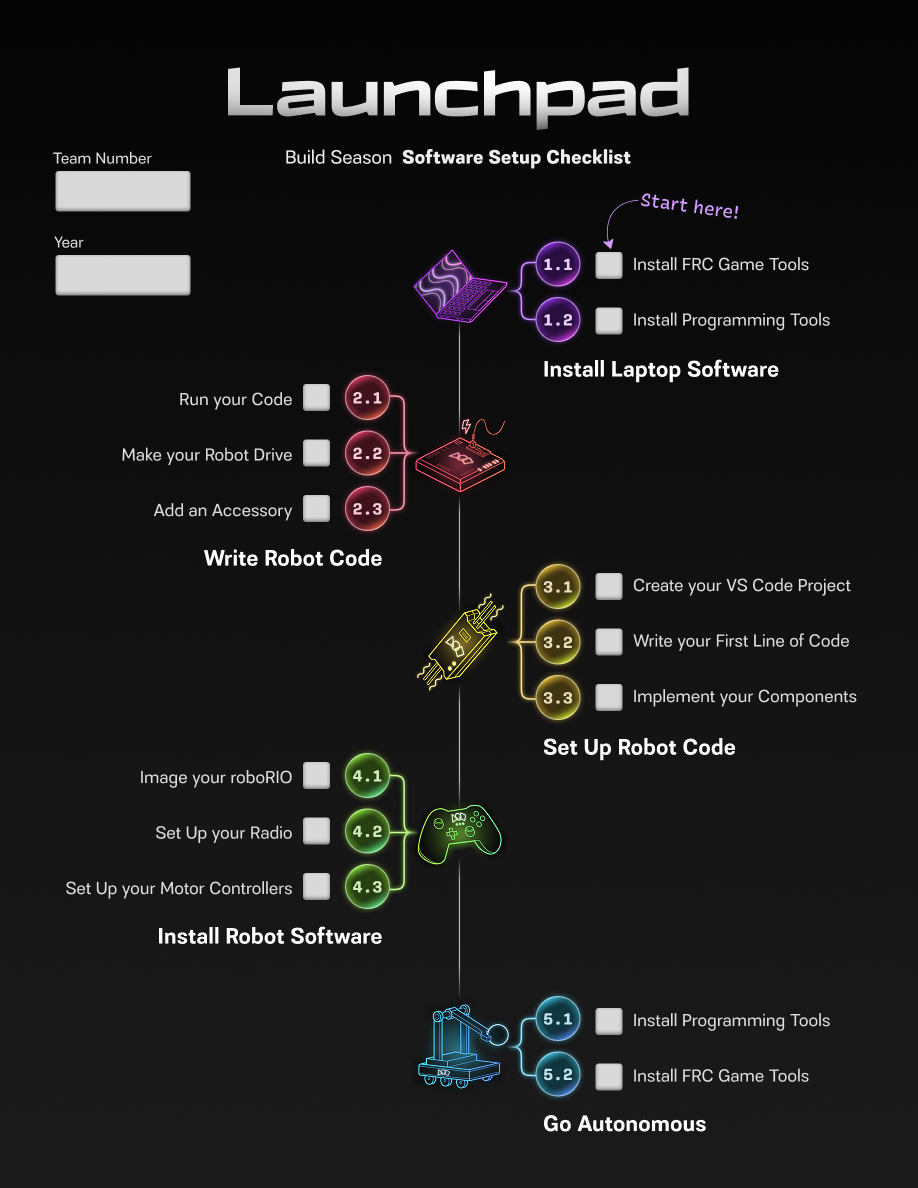 Launchpad
Build Season Software Setup Checklist
Team Number
Year
Start here!
1.1 Install FRC Game Tools
1.2 Install Programming Tools
Install Laptop Software
Run your Code 2.1
Make your Robot Drive 2.2
Add an Accessory 2.3
Write Robot Code
3.1 Create your VS Code Project
3.2 Write your First Line of Code
3.3 Implement your Components
Set Up Robot Code
Image your roboRIO 4.1
Set Up your Radio 4.2
Set Up your Motor Controllers 4.3
Install Robot Software
5.1 Install Programming Tools
5.2 Install FRC Game Tools
Go Autonomous